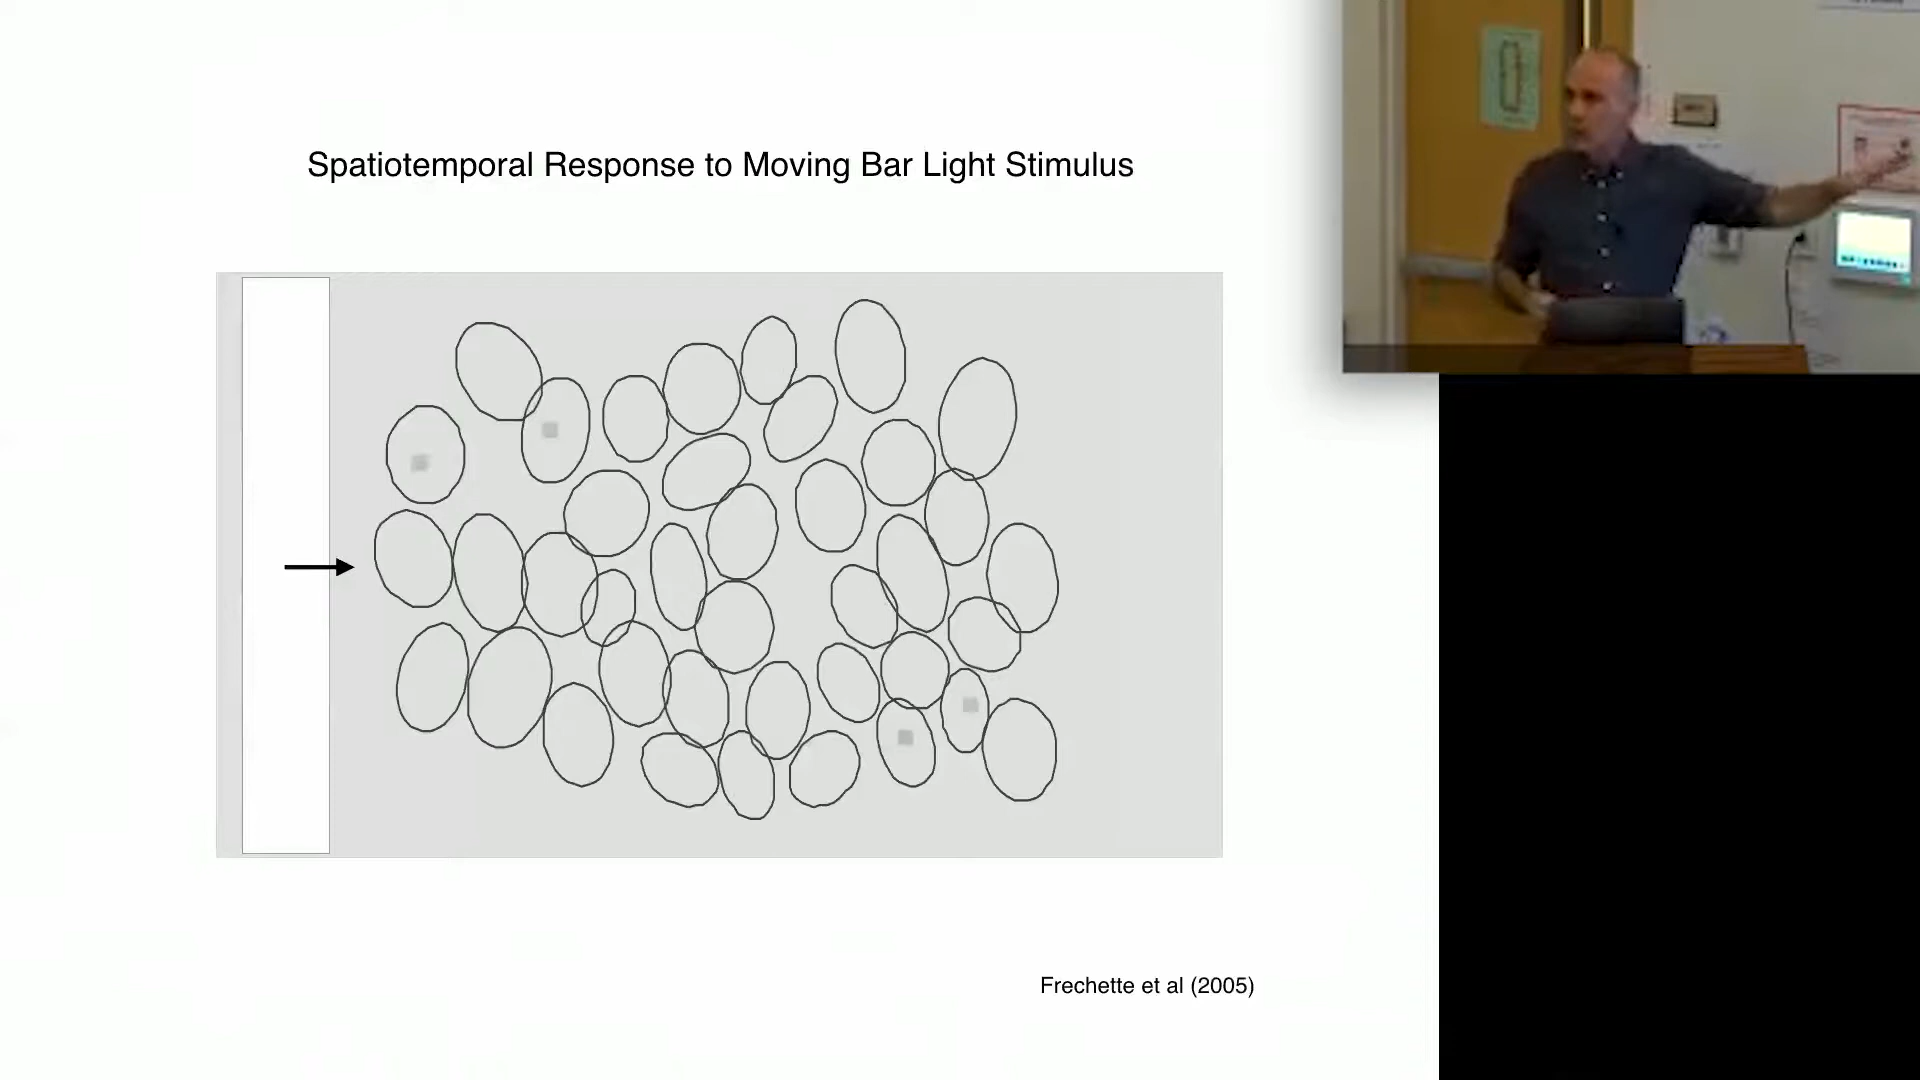 Spatiotemporal Response to Moving Bar Light Stimulus
Frechette et al (2005)